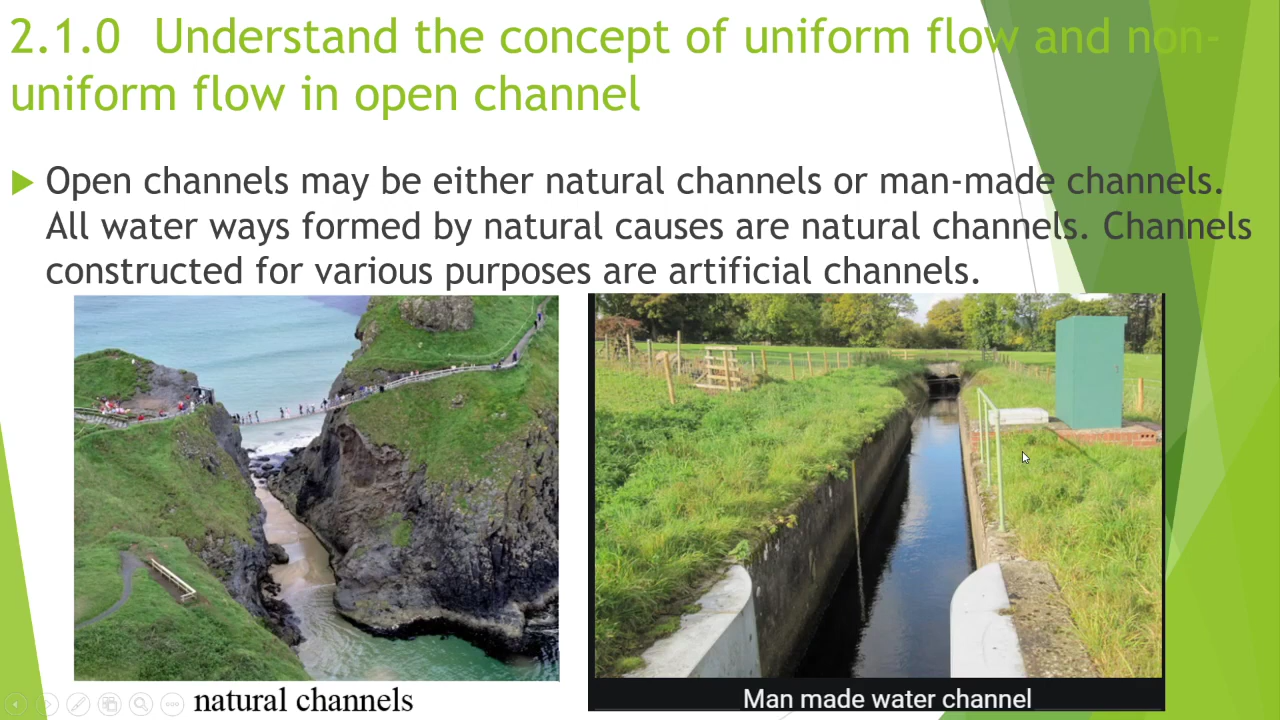 2.1.0 Understand the concept of uniform flow and non-
uniform flow in open channel
Open channels may be either natural channels or man-made channels.
All water ways formed by natural causes are natural channels. Channels
constructed for various purposes are artificial channels.
natural channels
Man made water channel